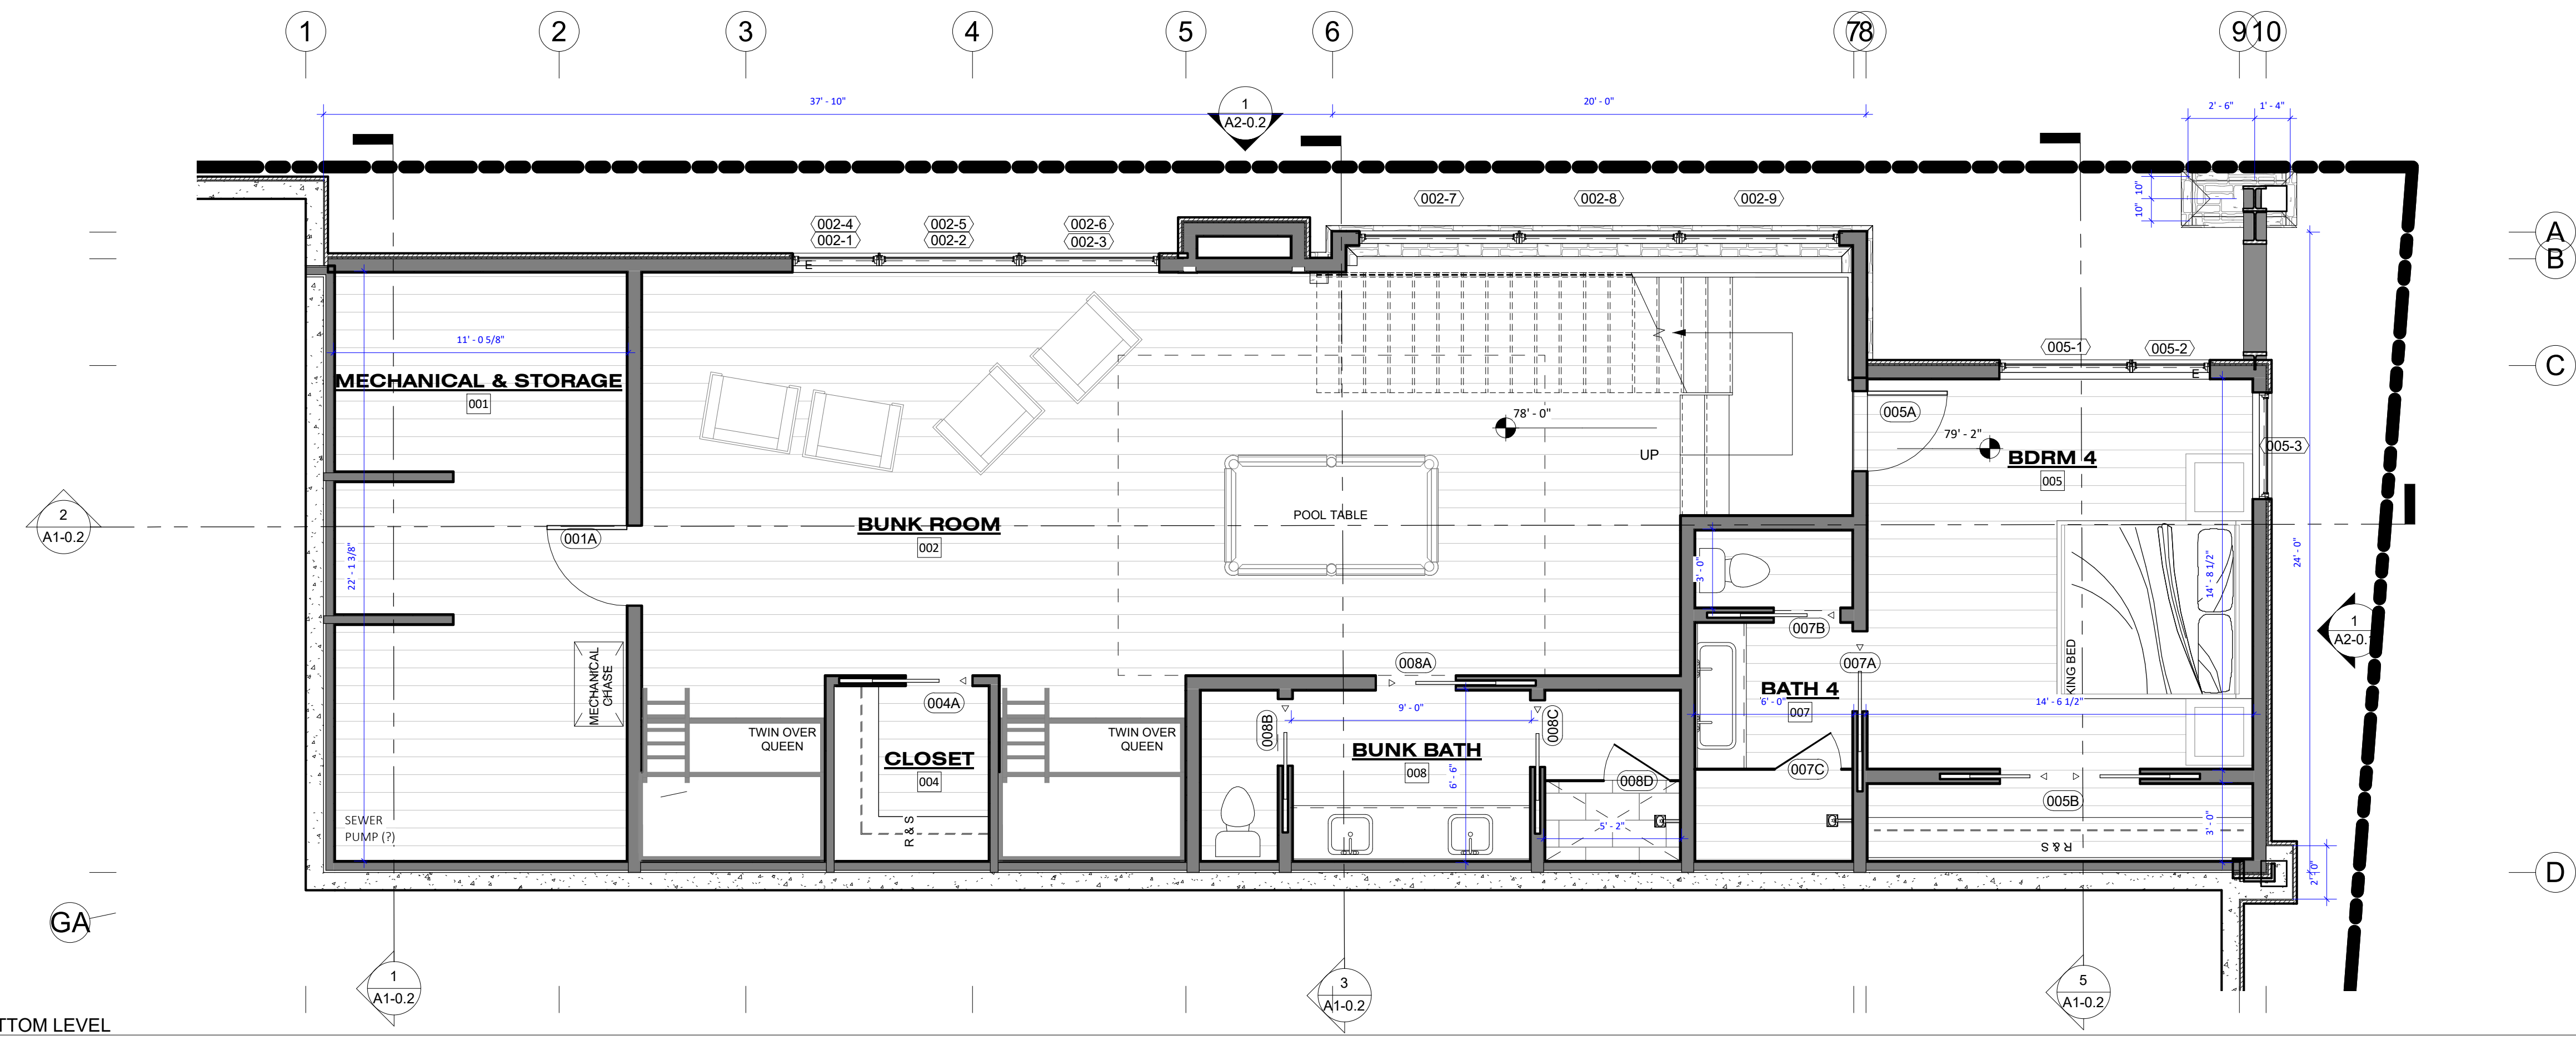 1 2 3 4 5 6 7 8 9 10
37' - 10"
20' - 0"
2' - 6"
1' - 4"
1
A2-0.2
10"
10"
002-7
002-8
002-9
002-4
002-5
002-6
002-1
002-2
002-3
A
B
C
D
E
11' - 0 5/8"
MECHANICAL & STORAGE
001
005-1
005-2
E
78' - 0"
005A
79' - 2"
BDRM 4
005
005-3
UP
2
A1-0.2
001A
BUNK ROOM
002
POOL TABLE
22' - 1 3/8"
3' - 0"
14' - 8 1/2"
24' - 0"
1
A2-0.
007B
007A
008A
MECHANICAL
CHASE
KING BED
BATH 4
6' - 0"
007
14' - 6 1/2"
004A
9' - 0"
008B
008C
TWIN OVER
QUEEN
TWIN OVER
QUEEN
CLOSET
004
BUNK BATH
008
6' - 6"
008D
007C
005B
SEWER
PUMP (?)
R & S
5' - 2"
3' - 0"
R & S
2' - 0"
GA
1
A1-0.2
3
A1-0.2
5
A1-0.2
TTOM LEVEL